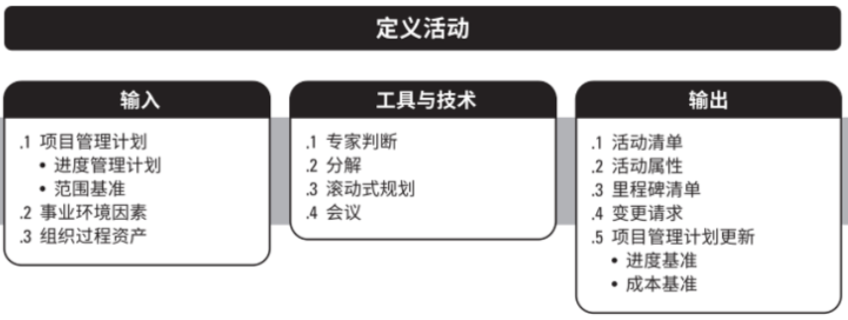 定义活动
输入
.1 项目管理计划
• 进度管理计划
• 范围基准
.2 事业环境因素
.3 组织过程资产
工具与技术
.1 专家判断
.2 分解
.3 滚动式规划
.4 会议
输出
.1 活动清单
.2 活动属性
.3 里程碑清单
.4 变更请求
.5 项目管理计划更新
• 进度基准
• 成本基准